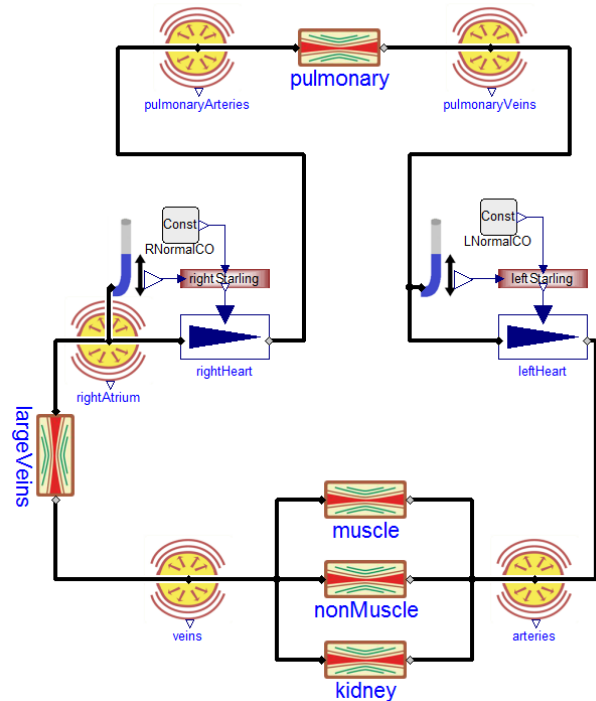 pulmonary
pulmonaryArteries
pulmonaryVeins
Const
RNormalCO
rightStarling
Const
LNormalCO
leftStarling
rightHeart
leftHeart
rightAtrium
largeVeins
muscle
nonMuscle
veins
arteries
kidney